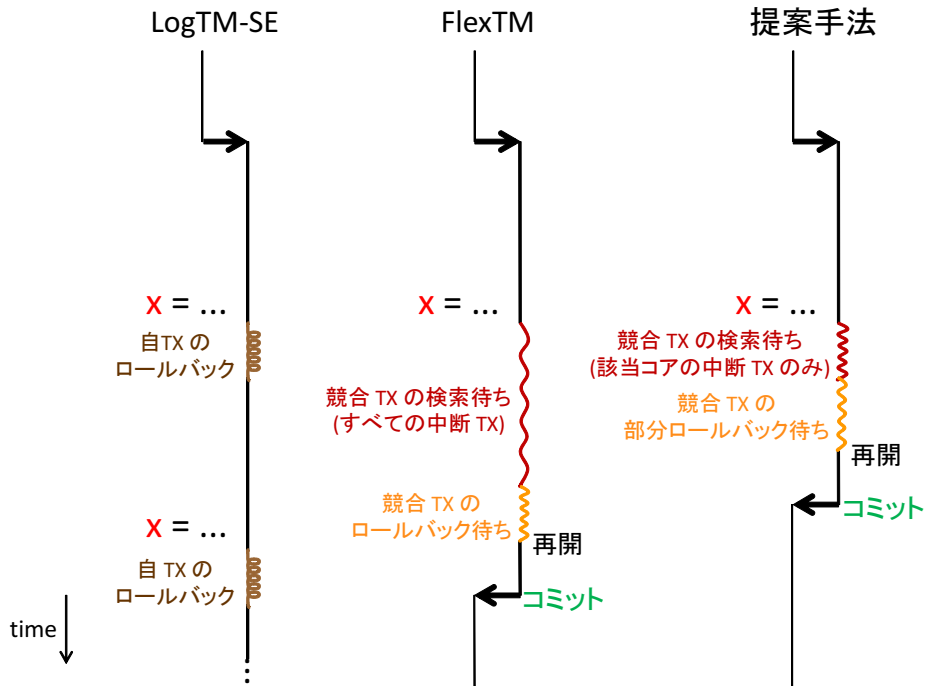 LogTM-SE
FlexTM
提案手法
x = ...
自TX の
ロールバック
x = ...
自 TX の
ロールバック
time
x = ...
競合 TX の検索待ち
(すべての中断 TX)
競合 TX の
ロールバック待ち
再開
コミット
x = ...
競合 TX の検索待ち
(該当コアの中断 TX のみ)
競合 TX の
部分ロールバック待ち
再開
コミット